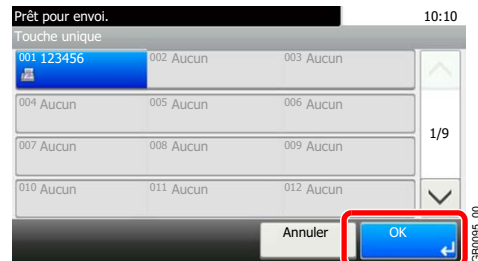 Prêt pour envoi. 10:10
Touche unique
001 123456 002 Aucun 003 Aucun
004 Aucun 005 Aucun 006 Aucun
1/9
007 Aucun 008 Aucun 009 Aucun
010 Aucun 011 Aucun 012 Aucun
Annuler OK